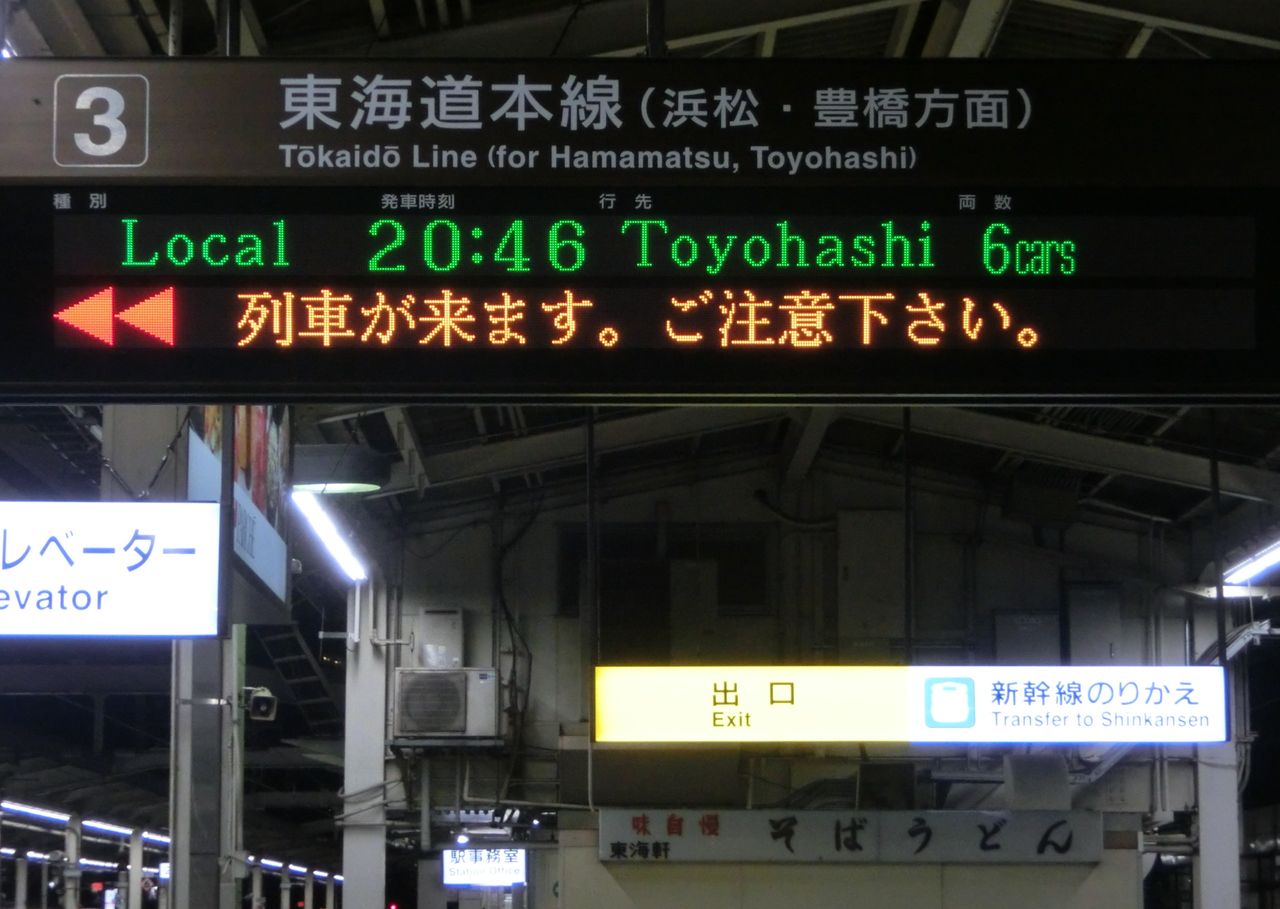 3 東海道本線(浜松・豊橋方面)
Tōkaidō Line (for Hamamatsu, Toyohashi)
種別 発車時刻 行先 両数
Local 20:46 Toyohashi 6cars
列車が来ます。ご注意下さい。
レベーター
evator
出口
Exit
新幹線のりかえ
Transfer to Shinkansen
味自慢
東海軒
そばうどん
駅事務室
Station Office